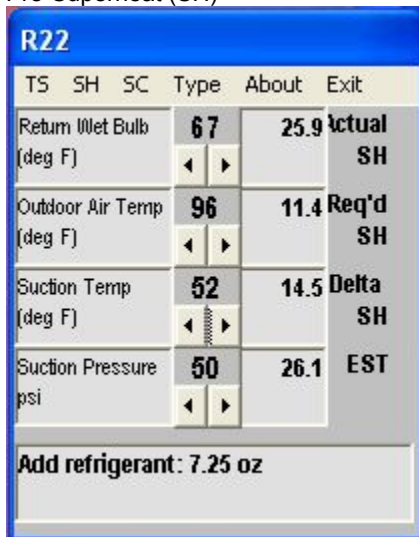 R22
TS SH SC Type About Exit
Return Wet Bulb (deg F) 67 25.9 Actual SH
Outdoor Air Temp (deg F) 96 11.4 Req'd SH
Suction Temp (deg F) 52 14.5 Delta SH
Suction Pressure psi 50 26.1 EST
Add refrigerant: 7.25 oz